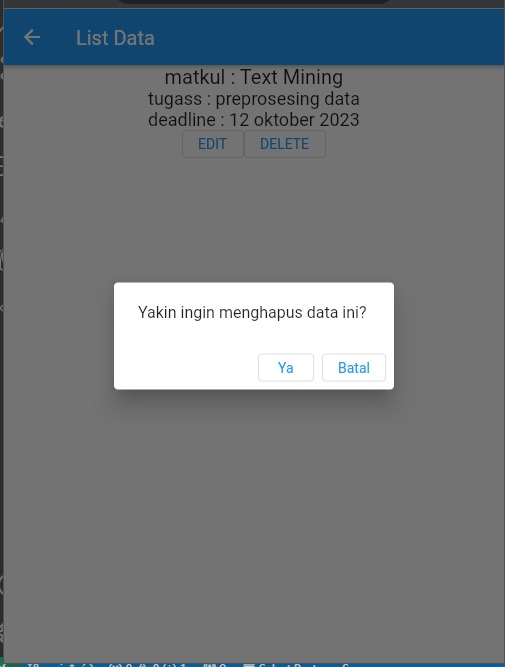 List Data
matkul : Text Mining
tugass : preprosesing data
deadline : 12 oktober 2023
EDIT DELETE
Yakin ingin menghapus data ini?
Ya Batal